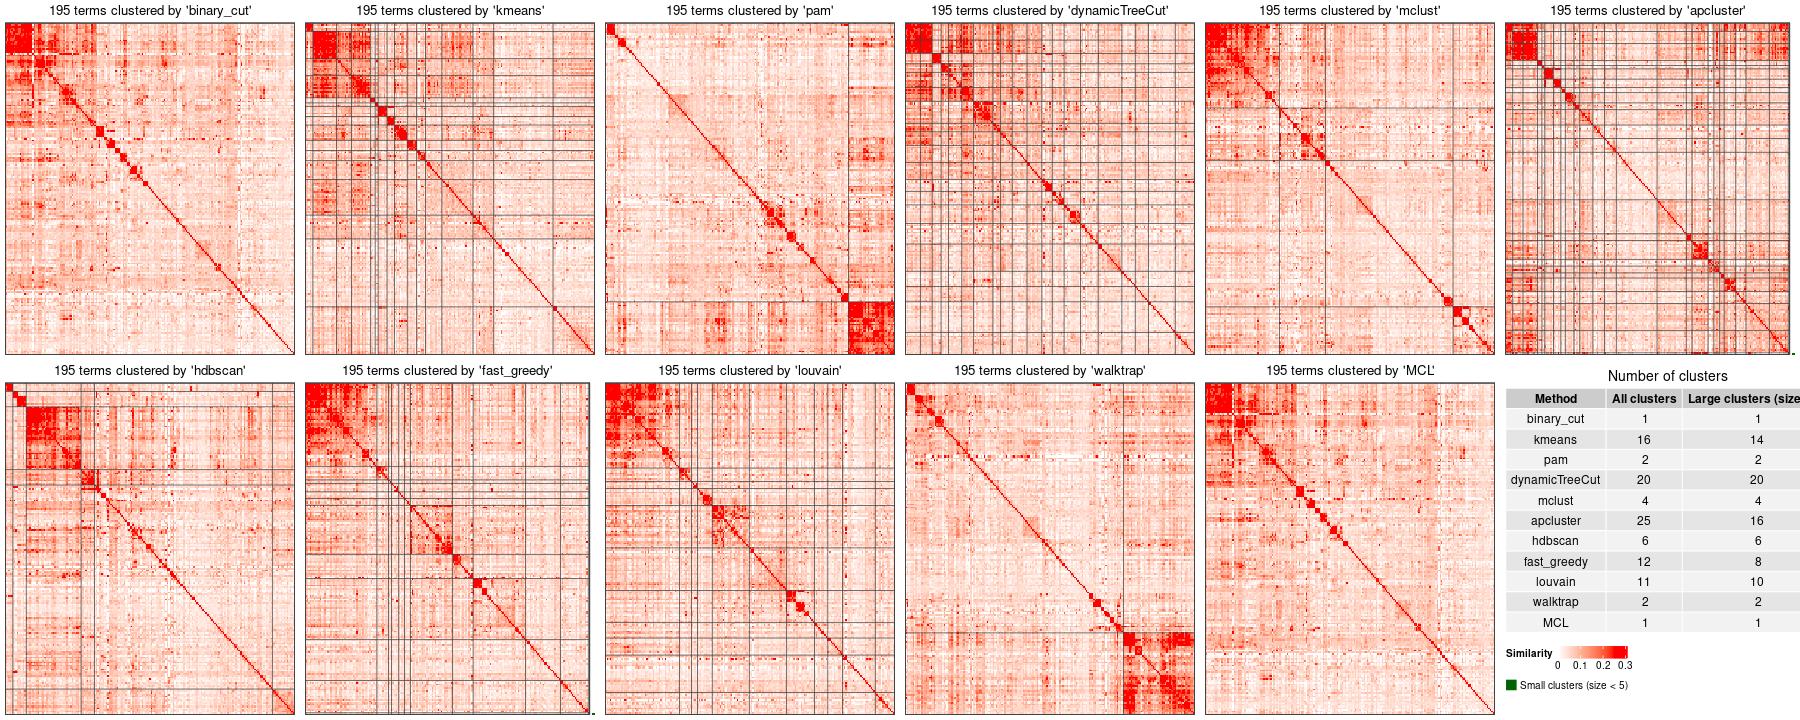 195 terms clustered by 'binary_cut'
195 terms clustered by 'kmeans'
195 terms clustered by 'pam'
195 terms clustered by 'dynamicTreeCut'
195 terms clustered by 'mclust'
195 terms clustered by 'apcluster'
195 terms clustered by 'hdbscan'
195 terms clustered by 'fast_greedy'
195 terms clustered by 'louvain'
195 terms clustered by 'walktrap'
195 terms clustered by 'MCL'
Number of clusters
Method All clusters Large clusters (size
binary_cut 1 1
kmeans 16 14
pam 2 2
dynamicTreeCut 20 20
mclust 4 4
apcluster 25 16
hdbscan 6 6
fast_greedy 12 8
louvain 11 10
walktrap 2 2
MCL 1 1
Similarity
0 0.1 0.2 0.3
Small clusters (size < 5)